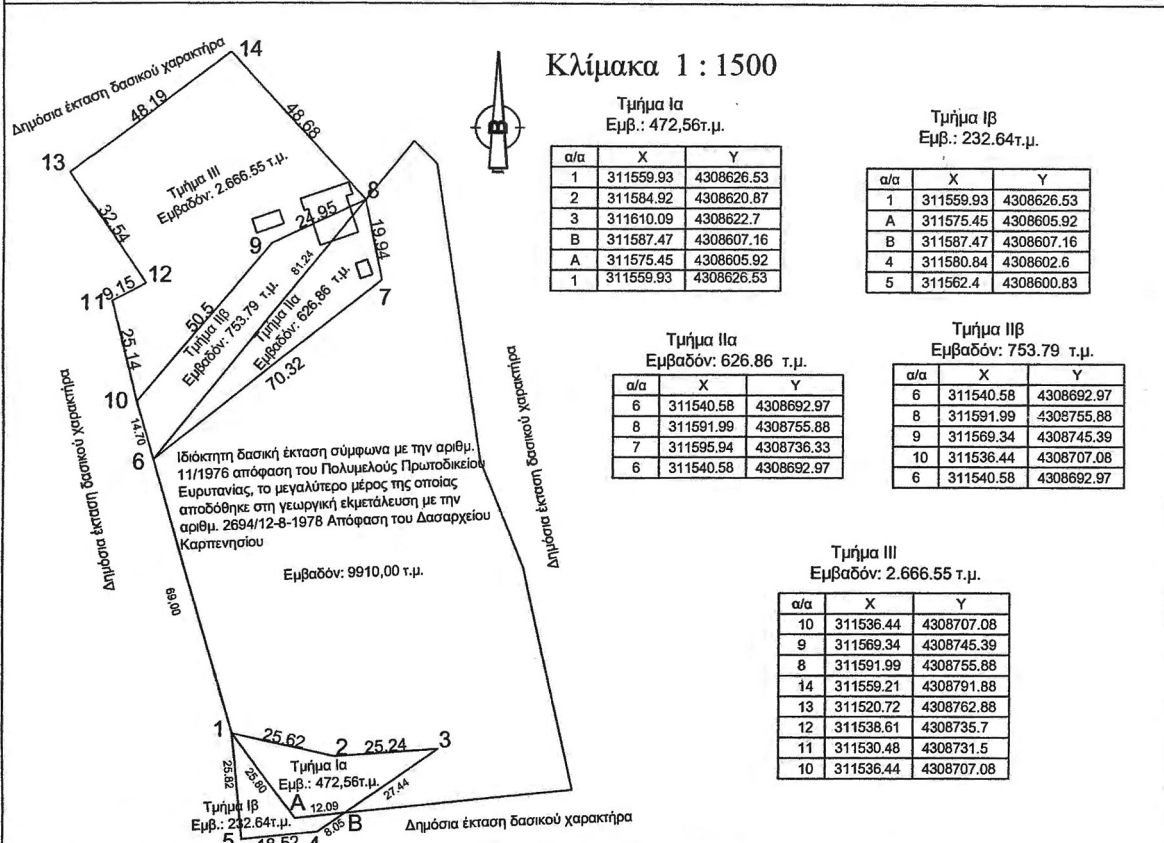 Κλίμακα 1 : 1500
Δημόσια έκταση δασικού χαρακτήρα
14
48.19
48.68
13
Τμήμα ΙΙΙ
Εμβαδόν: 2.666.55 τ.μ.
8
32.54
24.95
19.94
9
12
9.15
11
81.24
7
50.5
Τμήμα ΙΙβ
Εμβαδόν: 753.79 τ.μ.
Τμήμα ΙΙα
Εμβαδόν: 626,86 τ.μ.
25.14
70.32
10
14.70
6
Δημόσια έκταση δασικού χαρακτήρα
Δημόσια έκταση δασικού χαρακτήρα
Ιδιόκτητη δασική έκταση σύμφωνα με την αριθμ.
11/1976 απόφαση του Πολυμελούς Πρωτοδικείου
Ευρυτανίας, το μεγαλύτερο μέρος της οποίας
αποδόθηκε στη γεωργική εκμετάλευση με την
αριθμ. 2694/12-8-1978 Απόφαση του Δασαρχείου
Καρπενησίου
Εμβαδόν: 9910,00 τ.μ.
69,00
1
25.62
2
25.24
3
Τμήμα Ια
Εμβ.: 472,56τ.μ.
25.82
25.80
27.44
A
12.09
B
Τμήμα Ιβ
Εμβ.: 232.64τ.μ.
8.05
Δημόσια έκταση δασικού χαρακτήρα
5
18.52
4
B
Τμήμα Ια
Εμβ.: 472,56τ.μ.
α/α X Y
1 311559.93 4308626.53
2 311584.92 4308620.87
3 311610.09 4308622.7
B 311587.47 4308607.16
A 311575.45 4308605.92
1 311559.93 4308626.53
Τμήμα Ιβ
Εμβ.: 232.64τ.μ.
α/α X Y
1 311559.93 4308626.53
A 311575.45 4308605.92
B 311587.47 4308607.16
4 311580.84 4308602.6
5 311562.4 4308600.83
Τμήμα ΙΙα
Εμβαδόν: 626.86 τ.μ.
α/α X Y
6 311540.58 4308692.97
8 311591.99 4308755.88
7 311595.94 4308736.33
6 311540.58 4308692.97
Τμήμα ΙΙβ
Εμβαδόν: 753.79 τ.μ.
α/α X Y
6 311540.58 4308692.97
8 311591.99 4308755.88
9 311569.34 4308745.39
10 311536.44 4308707.08
6 311540.58 4308692.97
Τμήμα ΙΙΙ
Εμβαδόν: 2.666.55 τ.μ.
α/α X Y
10 311536.44 4308707.08
9 311569.34 4308745.39
8 311591.99 4308755.88
14 311559.21 4308791.88
13 311520.72 4308762.88
12 311538.61 4308735.7
11 311530.48 4308731.5
10 311536.44 4308707.08